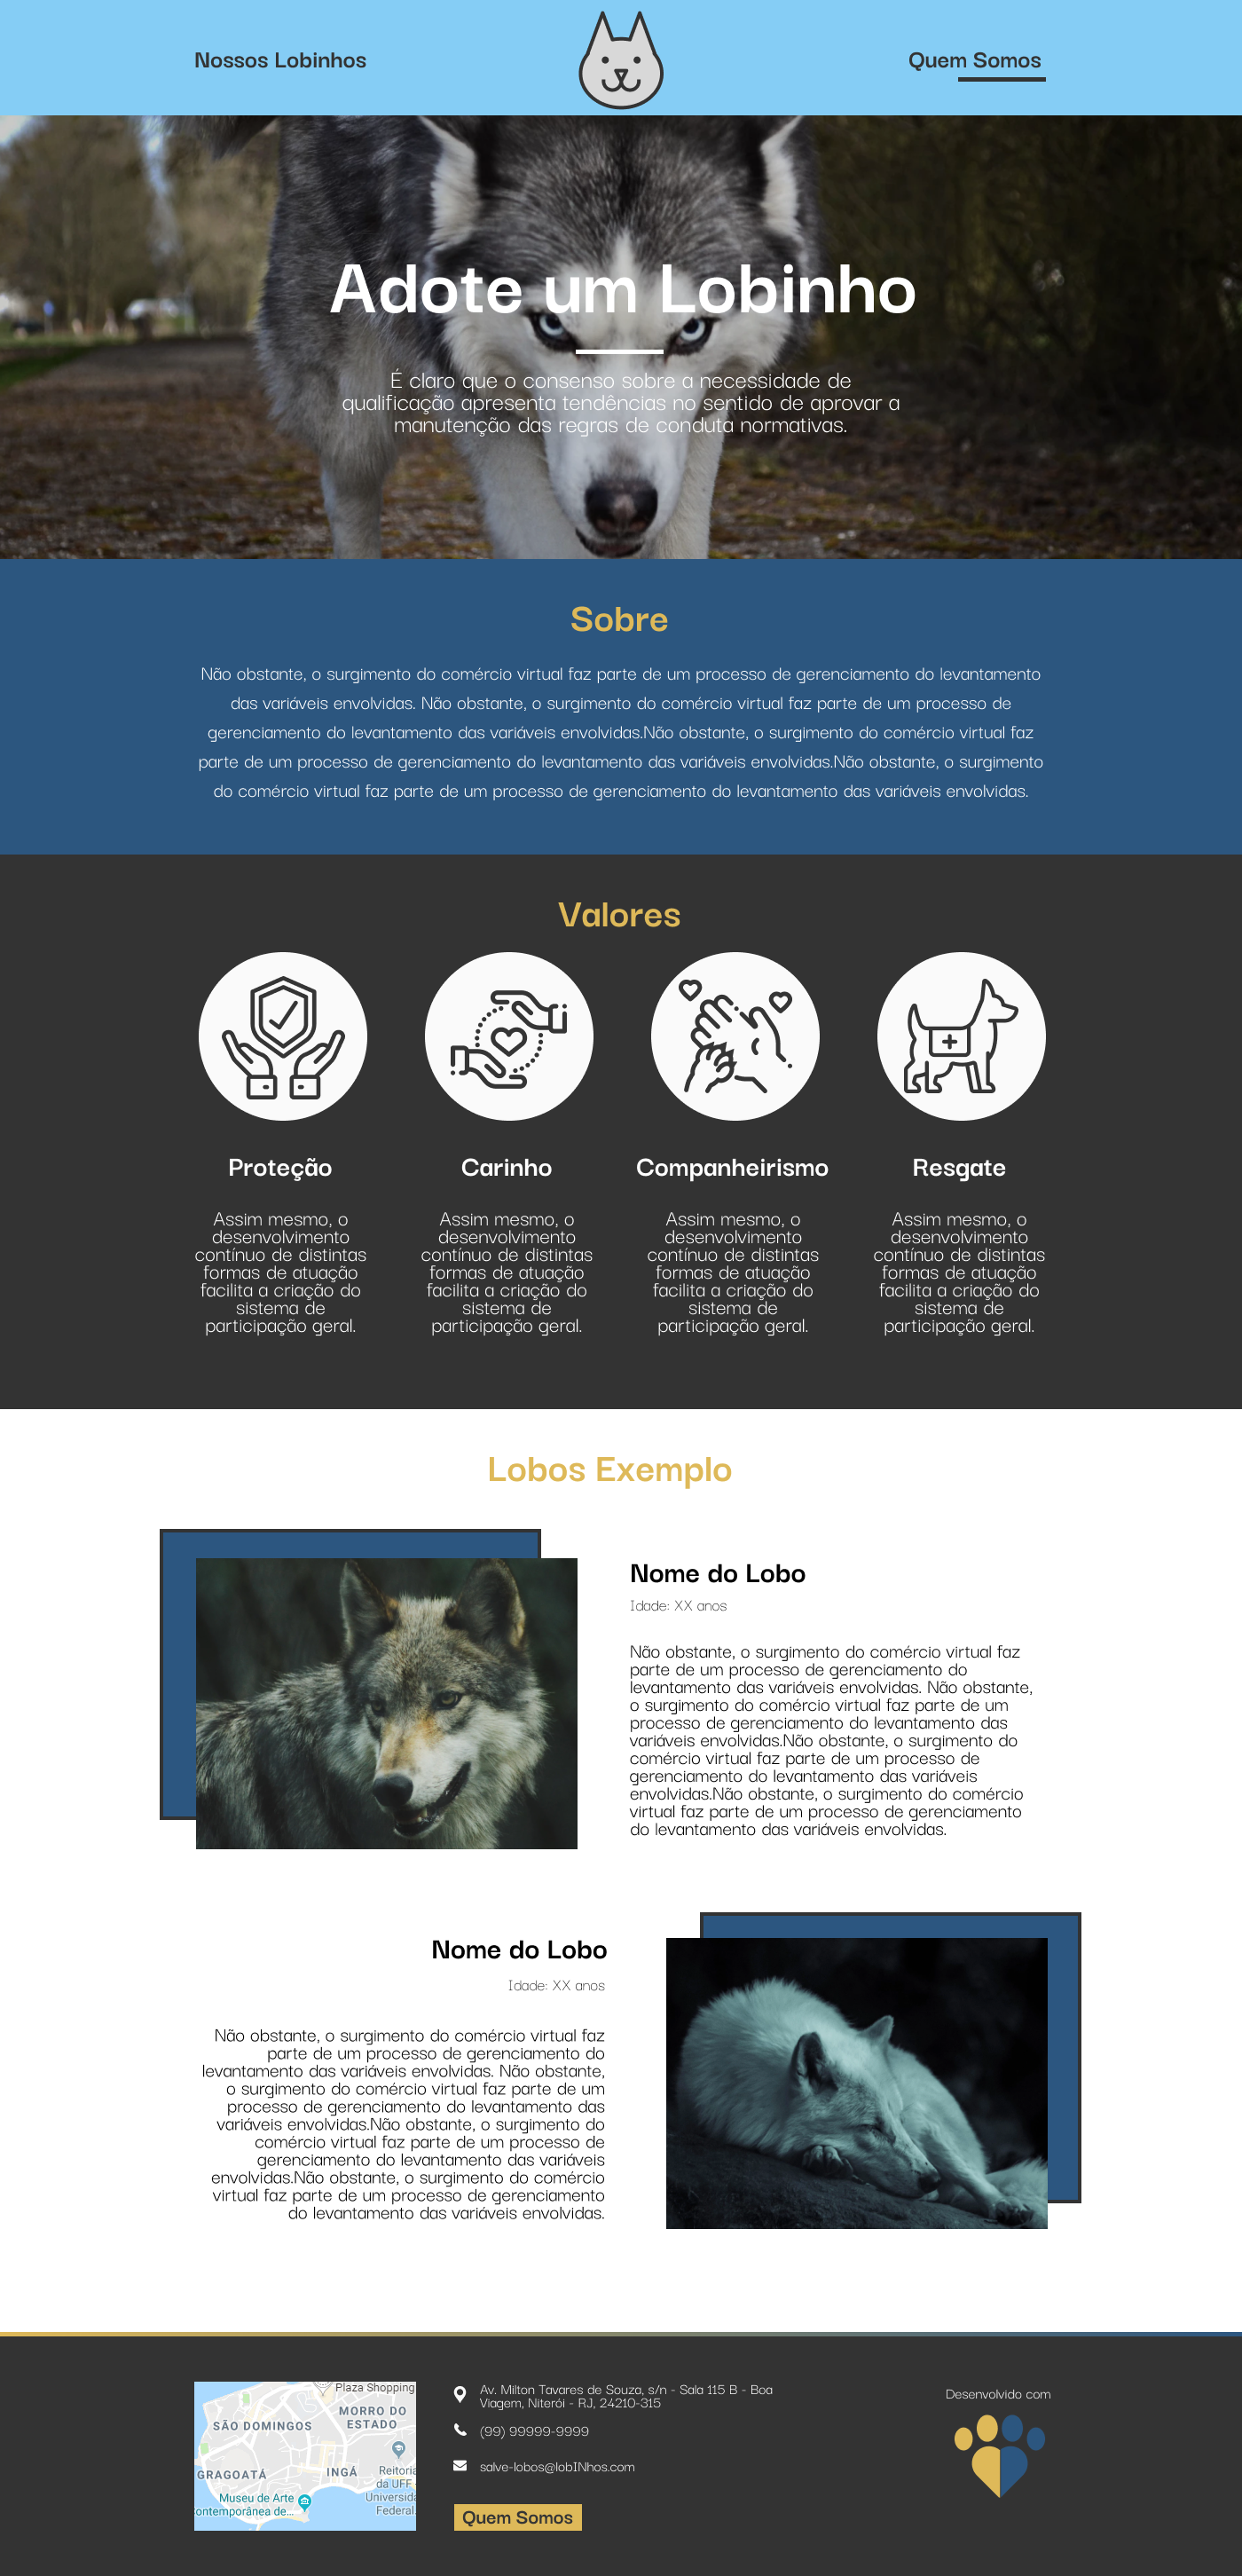 Nossos Lobinhos
Quem Somos
Adote um Lobinho
É claro que o consenso sobre a necessidade de
qualificação apresenta tendências no sentido de aprovar a
manutenção das regras de conduta normativas.
Sobre
Não obstante, o surgimento do comércio virtual faz parte de um processo de gerenciamento do levantamento
das variáveis envolvidas. Não obstante, o surgimento do comércio virtual faz parte de um processo de
gerenciamento do levantamento das variáveis envolvidas.Não obstante, o surgimento do comércio virtual faz
parte de um processo de gerenciamento do levantamento das variáveis envolvidas.Não obstante, o surgimento
do comércio virtual faz parte de um processo de gerenciamento do levantamento das variáveis envolvidas.
Valores
Proteção
Assim mesmo, o
desenvolvimento
contínuo de distintas
formas de atuação
facilita a criação do
sistema de
participação geral.
Carinho
Assim mesmo, o
desenvolvimento
contínuo de distintas
formas de atuação
facilita a criação do
sistema de
participação geral.
Companheirismo
Assim mesmo, o
desenvolvimento
contínuo de distintas
formas de atuação
facilita a criação do
sistema de
participação geral.
Resgate
Assim mesmo, o
desenvolvimento
contínuo de distintas
formas de atuação
facilita a criação do
sistema de
participação geral.
Lobos Exemplo
Nome do Lobo
Idade: XX anos
Não obstante, o surgimento do comércio virtual faz
parte de um processo de gerenciamento do
levantamento das variáveis envolvidas. Não obstante,
o surgimento do comércio virtual faz parte de um
processo de gerenciamento do levantamento das
variáveis envolvidas.Não obstante, o surgimento do
comércio virtual faz parte de um processo de
gerenciamento do levantamento das variáveis
envolvidas.Não obstante, o surgimento do comércio
virtual faz parte de um processo de gerenciamento
do levantamento das variáveis envolvidas.
Nome do Lobo
Idade: XX anos
Não obstante, o surgimento do comércio virtual faz
parte de um processo de gerenciamento do
levantamento das variáveis envolvidas. Não obstante,
o surgimento do comércio virtual faz parte de um
processo de gerenciamento do levantamento das
variáveis envolvidas.Não obstante, o surgimento do
comércio virtual faz parte de um processo de
gerenciamento do levantamento das variáveis
envolvidas.Não obstante, o surgimento do comércio
virtual faz parte de um processo de gerenciamento
do levantamento das variáveis envolvidas.
Plaza Shopping
MORRO DO
ESTADO
SÃO DOMINGOS
GRAGOATÁ
INGÁ
Reitoria
da UFF
Universida
Federal
Museu de Arte
ontemporânea de...
Av. Milton Tavares de Souza, s/n - Sala 115 B - Boa
Viagem, Niterói - RJ, 24210-315
(99) 99999-9999
salve-lobos@lobINhos.com
Quem Somos
Desenvolvido com